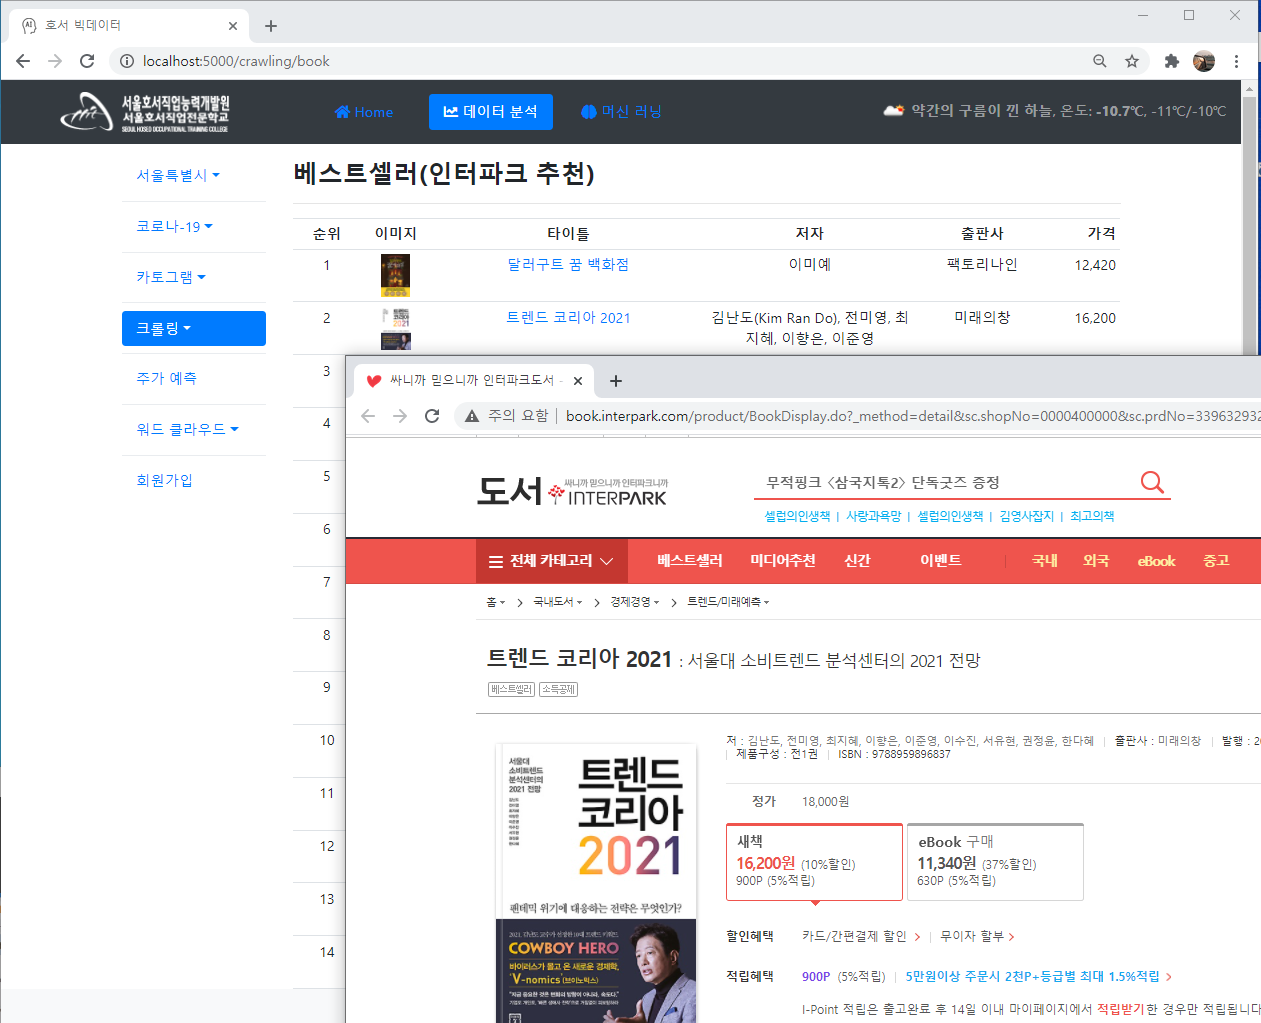 호서 빅데이터
localhost:5000/crawling/book
서울호서직업능력개발원
서울호서직업전문학교
SEOUL HOSEO OCCUPATIONAL TRAINING COLLEGE
Home
데이터 분석
머신 러닝
약간의 구름이 낀 하늘, 온도: -10.7℃, -11℃/-10℃
서울특별시
코로나-19
카토그램
크롤링
주가 예측
워드 클라우드
회원가입
베스트셀러(인터파크 추천)
순위 이미지 타이틀 저자 출판사 가격
1 달러구트 꿈 백화점 이미예 팩토리나인 12,420
2 트렌드 코리아 2021 김난도(Kim Ran Do), 전미영, 최
지혜, 이향은, 이준영 미래의창 16,200
3
4
5
6
7
8
9
10
11
12
13
14
싸니까 믿으니까 인터파크도서 -
주의 요함 | book.interpark.com/product/BookDisplay.do?_method=detail&sc.shopNo=0000400000&sc.prdNo=339632932
도서 싸니까 믿으니까 인터파크니까
INTERPARK
무적핑크 <삼국지톡2> 단독굿즈 증정
셀럽의인생책 | 사랑과욕망 | 셀럽의인생책 | 김영사잡지 | 최고의책
전체 카테고리 베스트셀러 미디어추천 신간 이벤트 국내 외국 eBook 중고
홈 > 국내도서 > 경제경영 > 트렌드/미래예측
트렌드 코리아 2021 : 서울대 소비트렌드 분석센터의 2021 전망
베스트셀러 소득공제
저 : 김난도, 전미영, 최지혜, 이향은, 이준영, 이수진, 서유현, 권정윤, 한다혜 | 출판사 : 미래의창 | 발행 : 2
| 제품구성 : 전1권 | ISBN : 9788959896837
정가 18,000원
새책
16,200원 (10%할인)
900P (5%적립)
eBook 구매
11,340원 (37%할인)
630P (5%적립)
할인혜택 카드/간편결제 할인 > | 무이자 할부 >
적립혜택 900P (5%적립) | 5만원이상 주문시 2천P+등급별 최대 1.5%적립 >
I-Point 적립은 출고완료 후 14일 이내 마이페이지에서 적립받기한 경우만 적립됩니다
서울대
소비트렌드
분석센터의
2021 전망
트렌드
코리아
2021
팬데믹 위기에 대응하는 전략은 무엇인가?
COWBOY HERO
바이러스가 몰고 온 새로운 경제학,
'V-nomics'(브이노믹스)